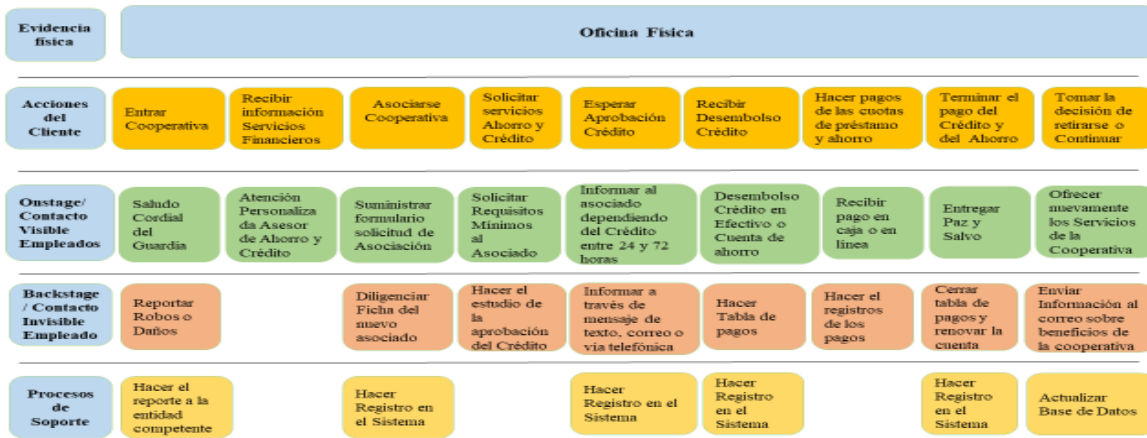 Evidencia
física
Oficina Física
Acciones
del
Cliente
Entrar
Cooperativa
Recibir
información
Servicios
Financieros
Asociarse
Cooperativa
Solicitar
servicios
Ahorro y
Crédito
Esperar
Aprobación
Crédito
Recibir
Desembolso
Crédito
Hacer pagos
de las cuotas
de préstamo
y ahorro
Terminar el
pago del
Crédito y
del Ahorro
Tomar la
decisión de
retirarse o
Continuar
Onstage/
Contacto
Visible
Empleados
Saludo
Cordial
del
Guardia
Atención
Personaliza
da Asesor
de Ahorro y
Crédito
Suministrar
formulario
solicitud de
Asociación
Solicitar
Requisitos
Mínimos
al
Asociado
Informar al
asociado
dependiendo
del Crédito
entre 24 y 72
horas
Desembolso
Crédito en
Efectivo o
Cuenta de
ahorro
Recibir
pago en
caja o en
línea
Entregar
Paz y
Salvo
Ofrecer
nuevamente
los Servicios
de la
Cooperativa
Backstage
/ Contacto
Invisible
Empleado
Reportar
Robos o
Daños
Diligenciar
Ficha del
nuevo
asociado
Hacer el
estudio de
la
aprobación
del Crédito
Informar a
través de
mensaje de
texto, correo o
vía telefónica
Hacer
Tabla de
pagos
Hacer el
registros
de los
pagos
Cerrar
tabla de
pagos y
renovar la
cuenta
Enviar
Información al
correo sobre
beneficios de
la cooperativa
Procesos
de
Soporte
Hacer el
reporte a la
entidad
competente
Hacer
Registro en
el Sistema
Hacer
Registro en el
Sistema
Hacer
Registro
en el
Sistema
Hacer
Registro
en el
Sistema
Actualizar
Base de Datos